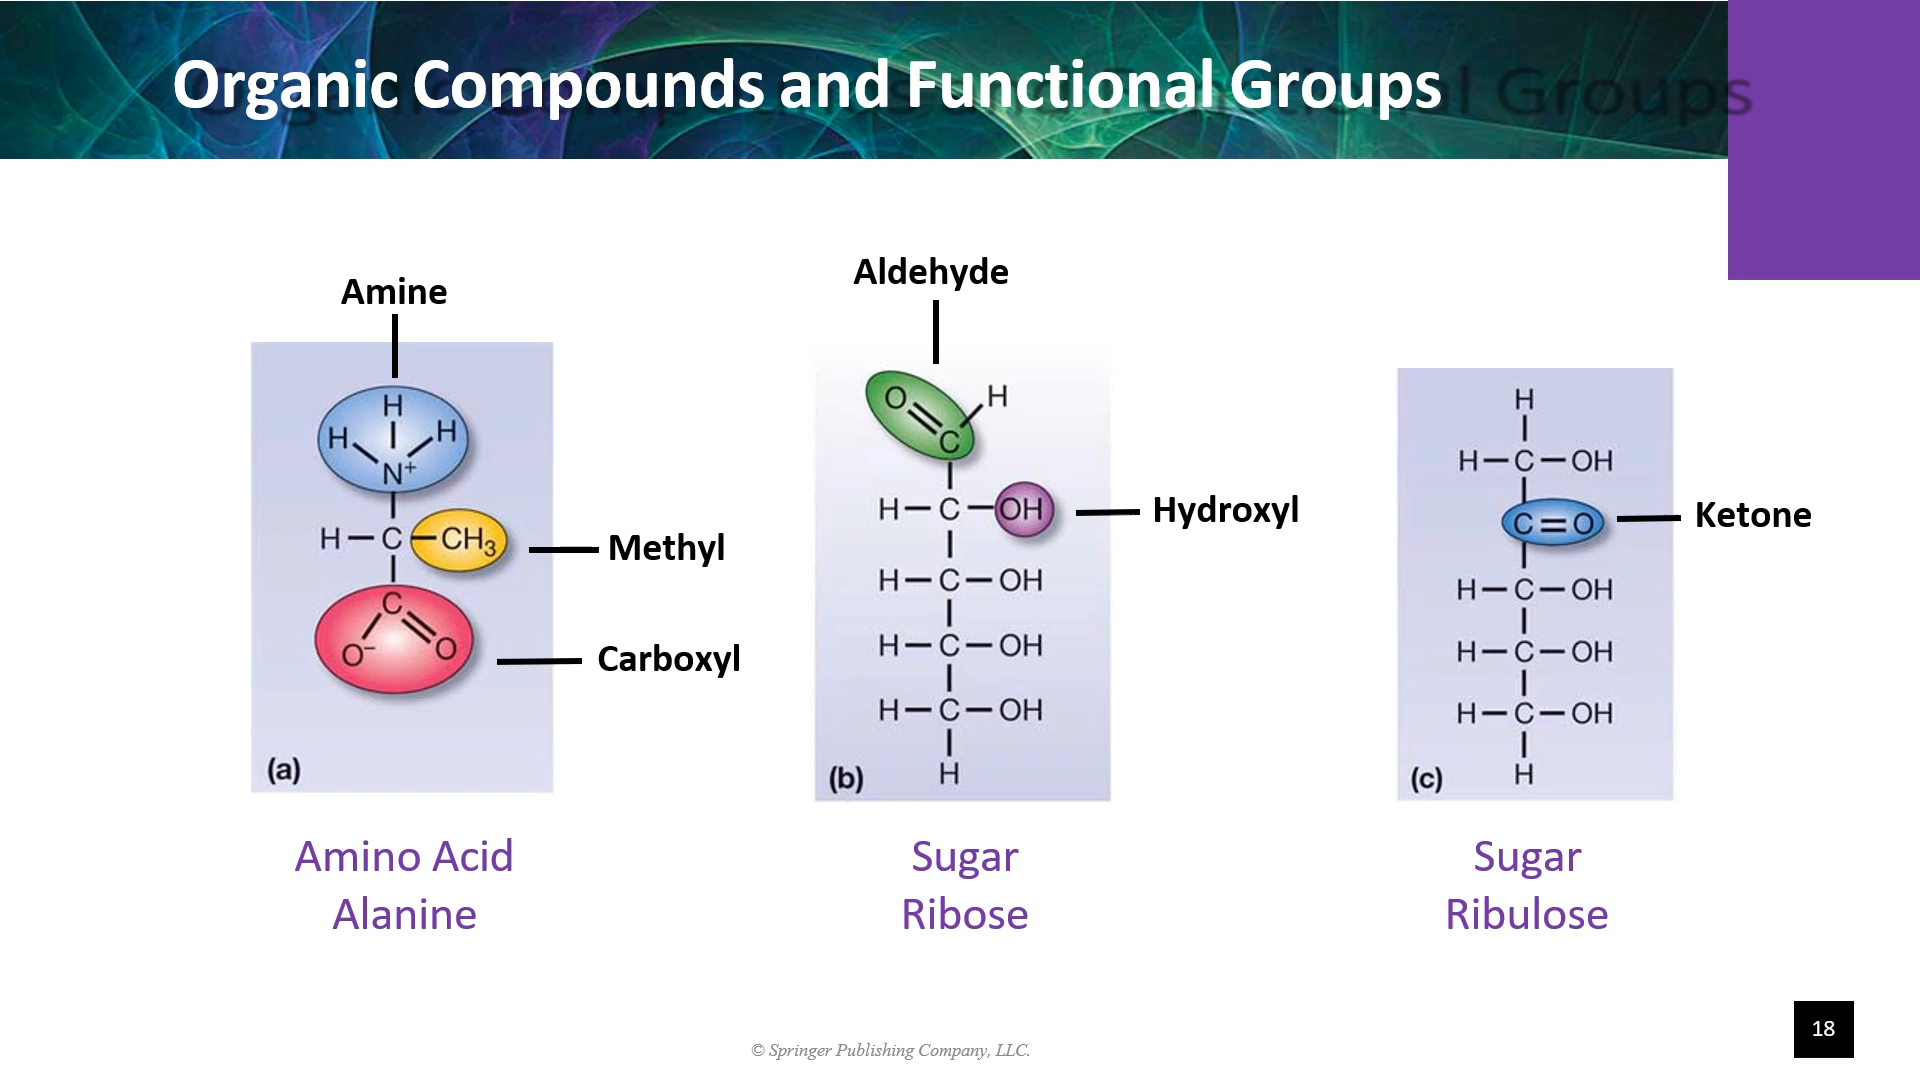 Organic Compounds and Functional Groups
Amine
H
H H
N+
H C CH3
C
O− O
(a)
Methyl
Carboxyl
Amino Acid
Alanine
Aldehyde
O H
C
H C OH
H C OH
H C OH
H C OH
H
(b)
Hydroxyl
Sugar
Ribose
H
H C OH
C = O
H C OH
H C OH
H C OH
H
(c)
Ketone
Sugar
Ribulose
© Springer Publishing Company, LLC.
18